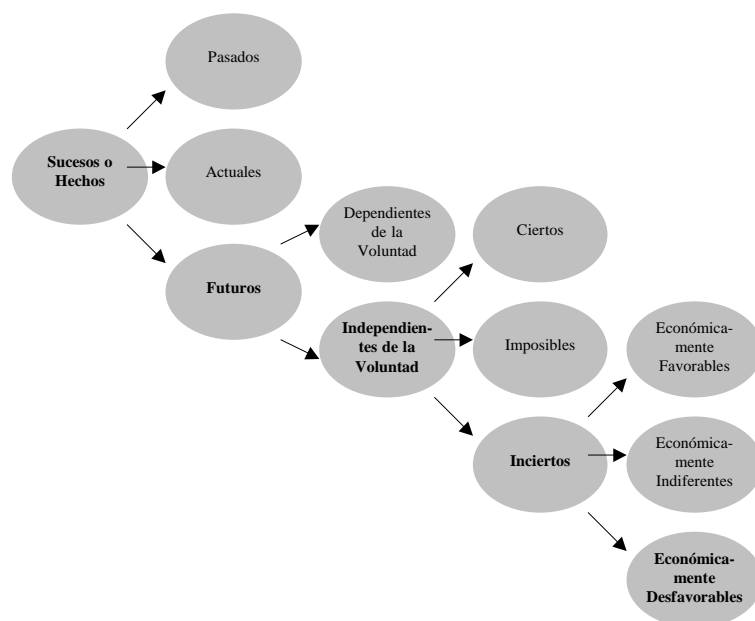 Pasados
Sucesos o
Hechos
Actuales
Dependientes
de la
Voluntad
Ciertos
Futuros
Independien-
tes de la
Voluntad
Imposibles
Económica-
mente
Favorables
Inciertos
Económica-
mente
Indiferentes
Económica-
mente
Desfavorables